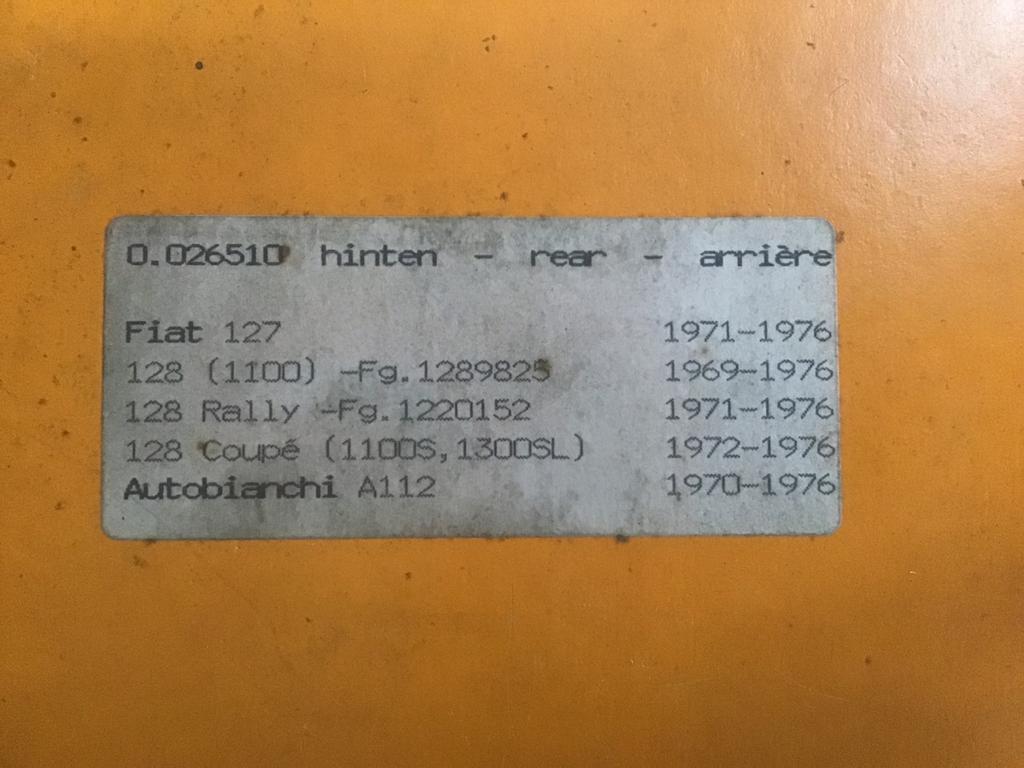 0.026510 hinten - rear - arrière
Fiat 127 1971-1976
128 (1100) -Fg.1289825 1969-1976
128 Rally -Fg.1220152 1971-1976
128 Coupé (1100S,1300SL) 1972-1976
Autobianchi A112 1970-1976